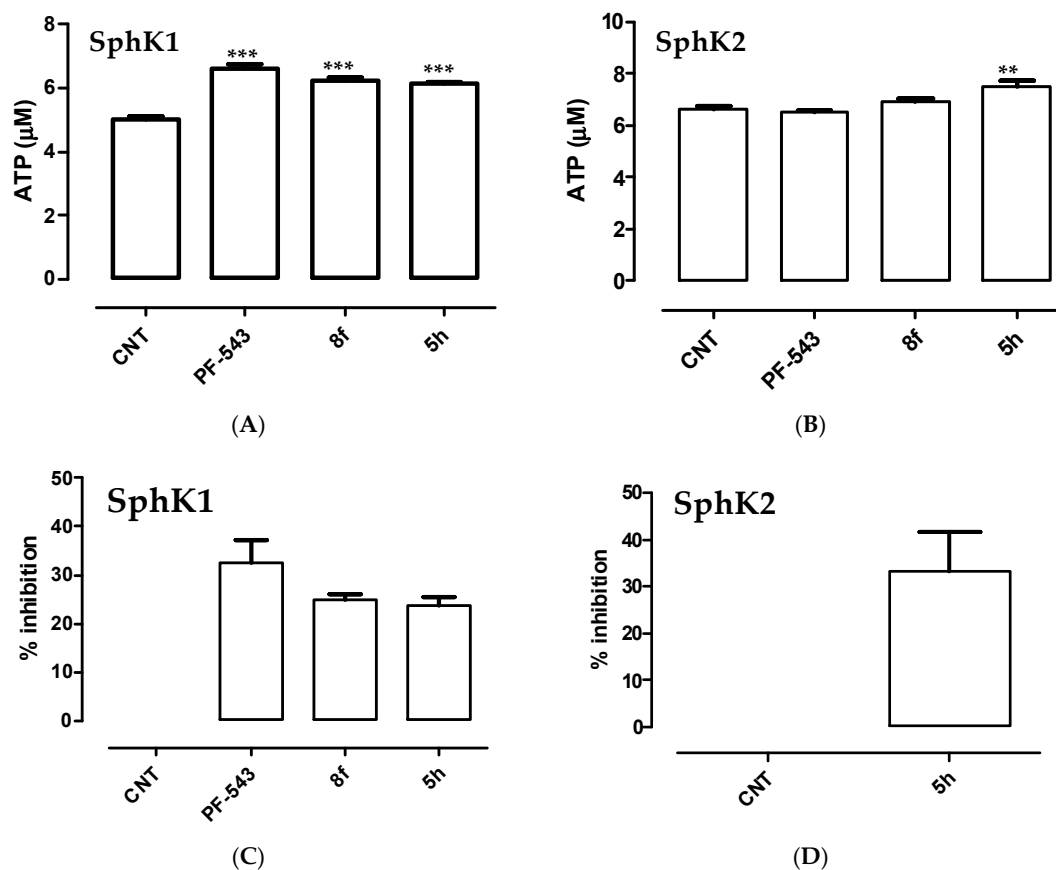 SphK1
ATP (μM)
8
6
4
2
0
***
***
***
CNT
PF-543
8f
5h
(A)
SphK2
ATP (μM)
10
8
6
4
2
0
**
CNT
PF-543
8f
5h
(B)
SphK1
% inhibition
50
40
30
20
10
0
CNT
PF-543
8f
5h
(C)
SphK2
% inhibition
50
40
30
20
10
0
CNT
5h
(D)